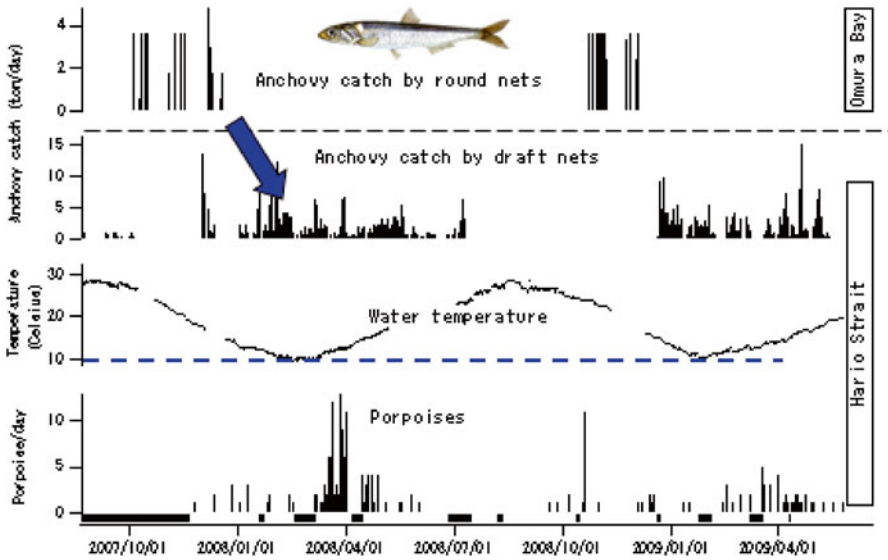 Anchovy catch (ton/day)
4
2
0
Anchovy catch by round nets
Omura Bay
15
10
5
0
Anchovy catch by draft nets
Temperature
(Celsius)
30
20
10
Water temperature
Hario Strait
Porpoise/day
10
5
0
Porpoises
2007/10/01 2008/01/01 2008/04/01 2008/07/01 2008/10/01 2009/01/01 2009/04/01